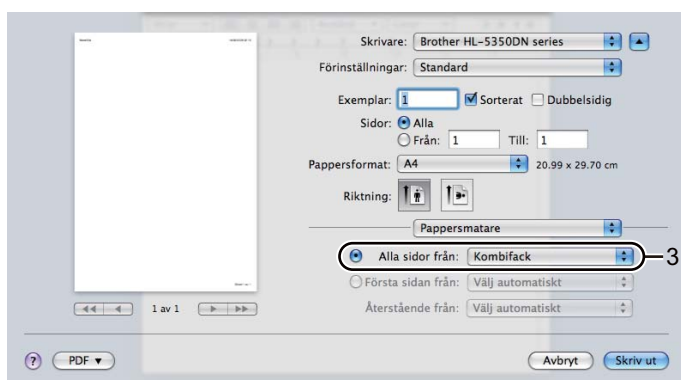 Skrivare: Brother HL-5350DN series
Förinställningar: Standard
Exemplar: 1 Sorterat Dubbelsidig
Sidor: Alla
Från: 1 Till: 1
Pappersformat: A4 20.99 x 29.70 cm
Riktning:
Pappersmatare
Alla sidor från: Kombifack 3
Första sidan från: Välj automatiskt
Återstående från: Välj automatiskt
1 av 1
? PDF Avbryt Skriv ut